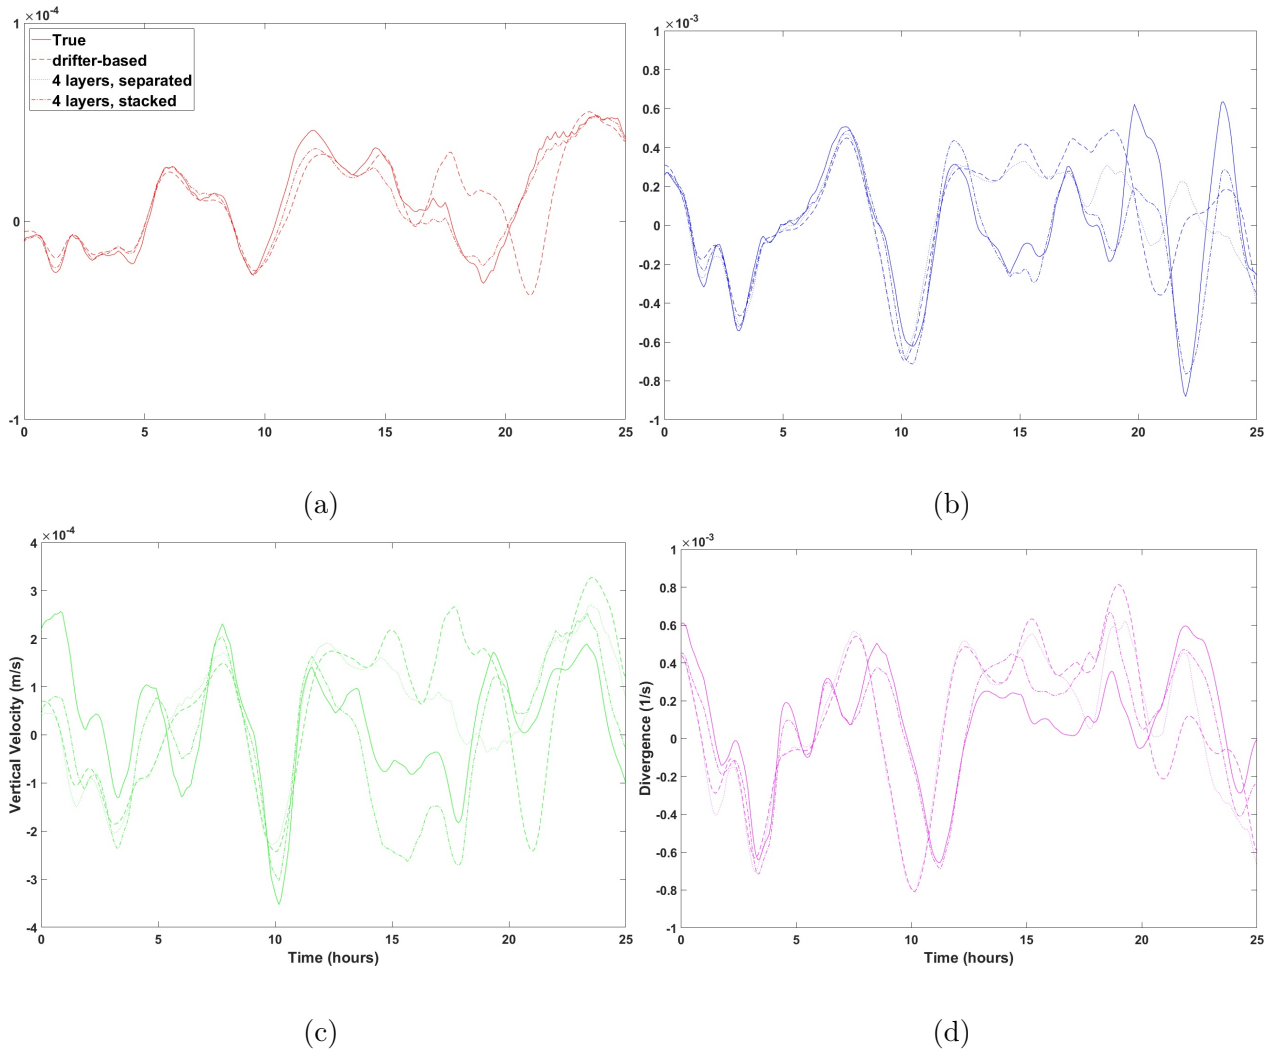 ×10-4
1
0
-1
0 5 10 15 20 25
True
drifter-based
4 layers, separated
4 layers, stacked
(a)
×10-3
1
0.8
0.6
0.4
0.2
0
-0.2
-0.4
-0.6
-0.8
-1
0 5 10 15 20 25
(b)
×10-4
4
3
2
1
0
-1
-2
-3
-4
Vertical Velocity (m/s)
0 5 10 15 20 25
Time (hours)
(c)
×10-3
1
0.8
0.6
0.4
0.2
0
-0.2
-0.4
-0.6
-0.8
-1
Divergence (1/s)
0 5 10 15 20 25
Time (hours)
(d)